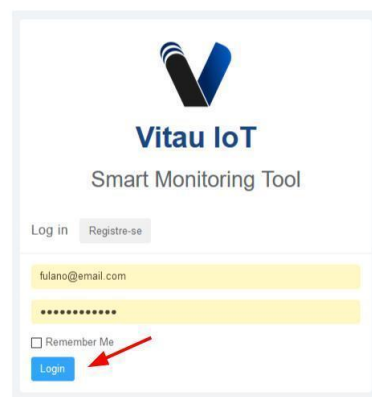 Vitau IoT
Smart Monitoring Tool
Log in Registre-se
fulano@email.com
••••••••••••
Remember Me
Login